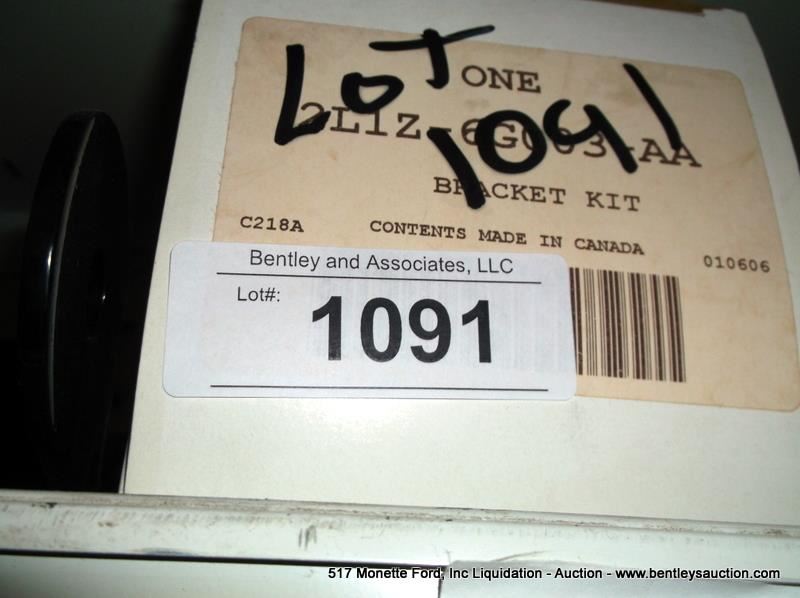 LOT 1091
ONE
BRACKET KIT
C218A CONTENTS MADE IN CANADA 010606
Bentley and Associates, LLC
Lot#: 1091
517 Monette Ford, Inc Liquidation - Auction - www.bentleysauction.com